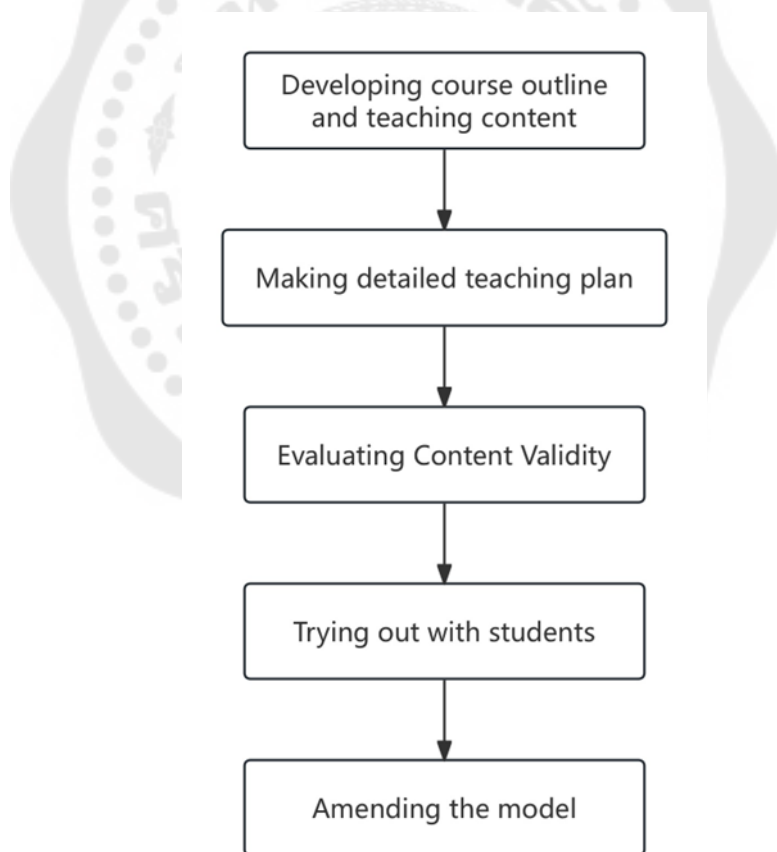 Developing course outline
and teaching content
Making detailed teaching plan
Evaluating Content Validity
Trying out with students
Amending the model